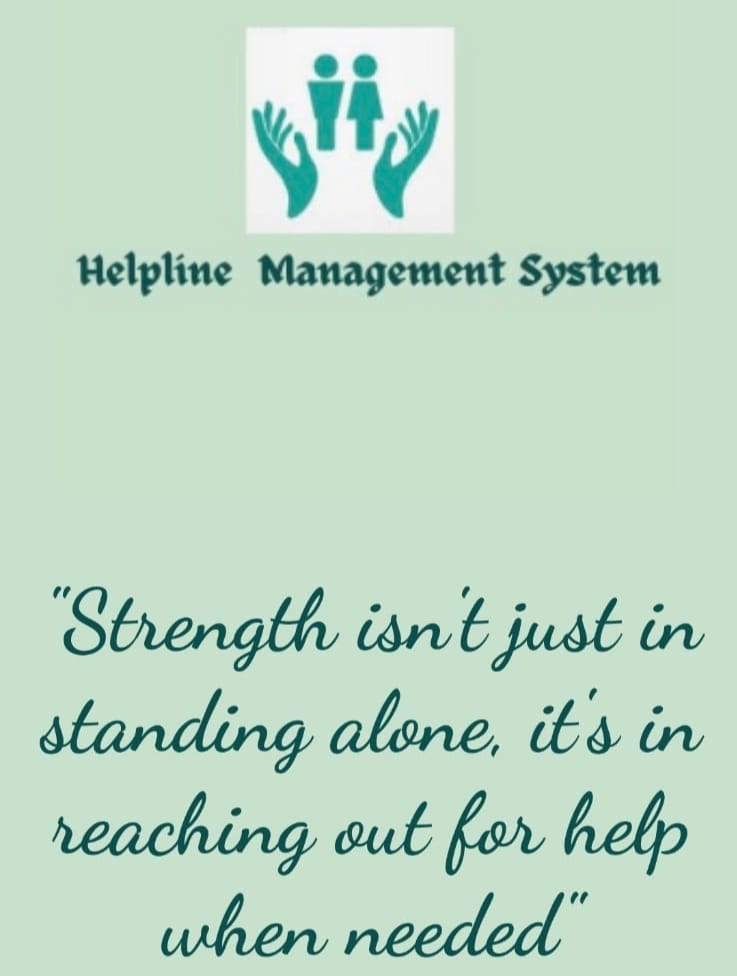 Helpline Management System
"Strength isn't just in
standing alone, it's in
reaching out for help
when needed"